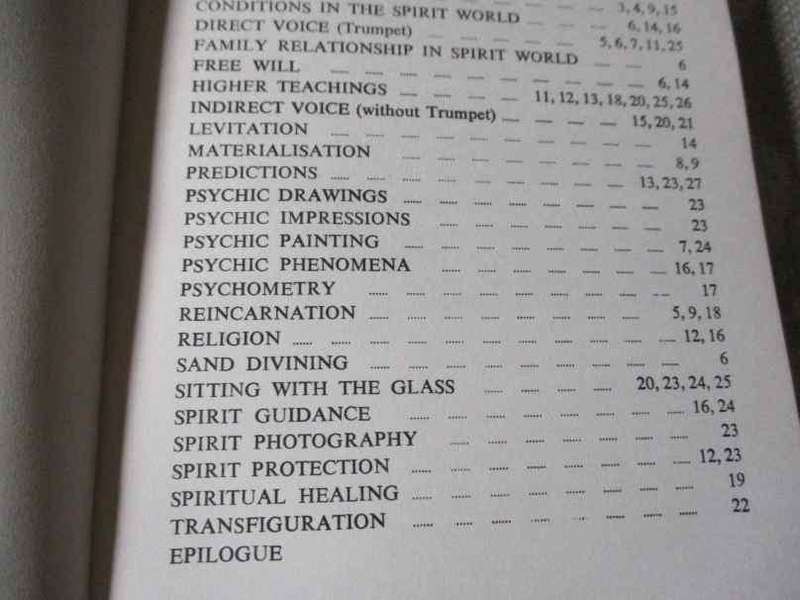 3, 4, 9, 15
CONDITIONS IN THE SPIRIT WORLD 6, 14, 16
DIRECT VOICE (Trumpet) 5, 6, 7, 11, 25
FAMILY RELATIONSHIP IN SPIRIT WORLD 6
FREE WILL 6, 14
HIGHER TEACHINGS 11, 12, 13, 18, 20, 25, 26
INDIRECT VOICE (without Trumpet) 15, 20, 21
LEVITATION 14
MATERIALISATION 8, 9
PREDICTIONS 13, 23, 27
PSYCHIC DRAWINGS 23
PSYCHIC IMPRESSIONS 23
PSYCHIC PAINTING 7, 24
PSYCHIC PHENOMENA 16, 17
PSYCHOMETRY 17
REINCARNATION 5, 9, 18
RELIGION 12, 16
SAND DIVINING 6
SITTING WITH THE GLASS 20, 23, 24, 25
SPIRIT GUIDANCE 16, 24
SPIRIT PHOTOGRAPHY 23
SPIRIT PROTECTION 12, 23
SPIRITUAL HEALING 19
TRANSFIGURATION 22
EPILOGUE